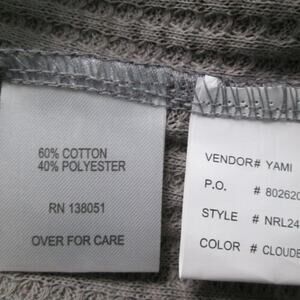 60% COTTON
40% POLYESTER
RN 138051
OVER FOR CARE
VENDOR# YAMI
P.O. # 802620
STYLE # NRL24
COLOR # CLOUDE